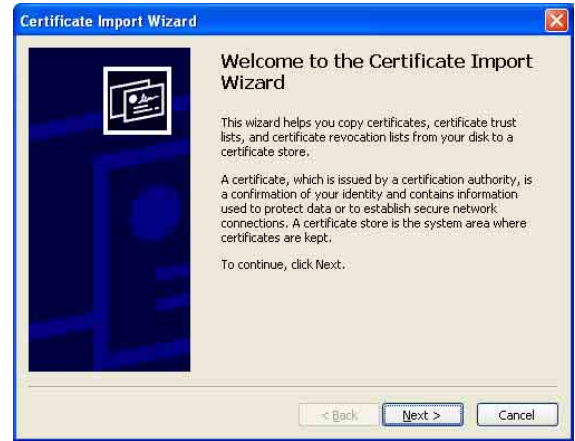 Certificate Import Wizard
Welcome to the Certificate Import
Wizard
This wizard helps you copy certificates, certificate trust
lists, and certificate revocation lists from your disk to a
certificate store.
A certificate, which is issued by a certification authority, is
a confirmation of your identity and contains information
used to protect data or to establish secure network
connections. A certificate store is the system area where
certificates are kept.
To continue, click Next.
< Back Next > Cancel